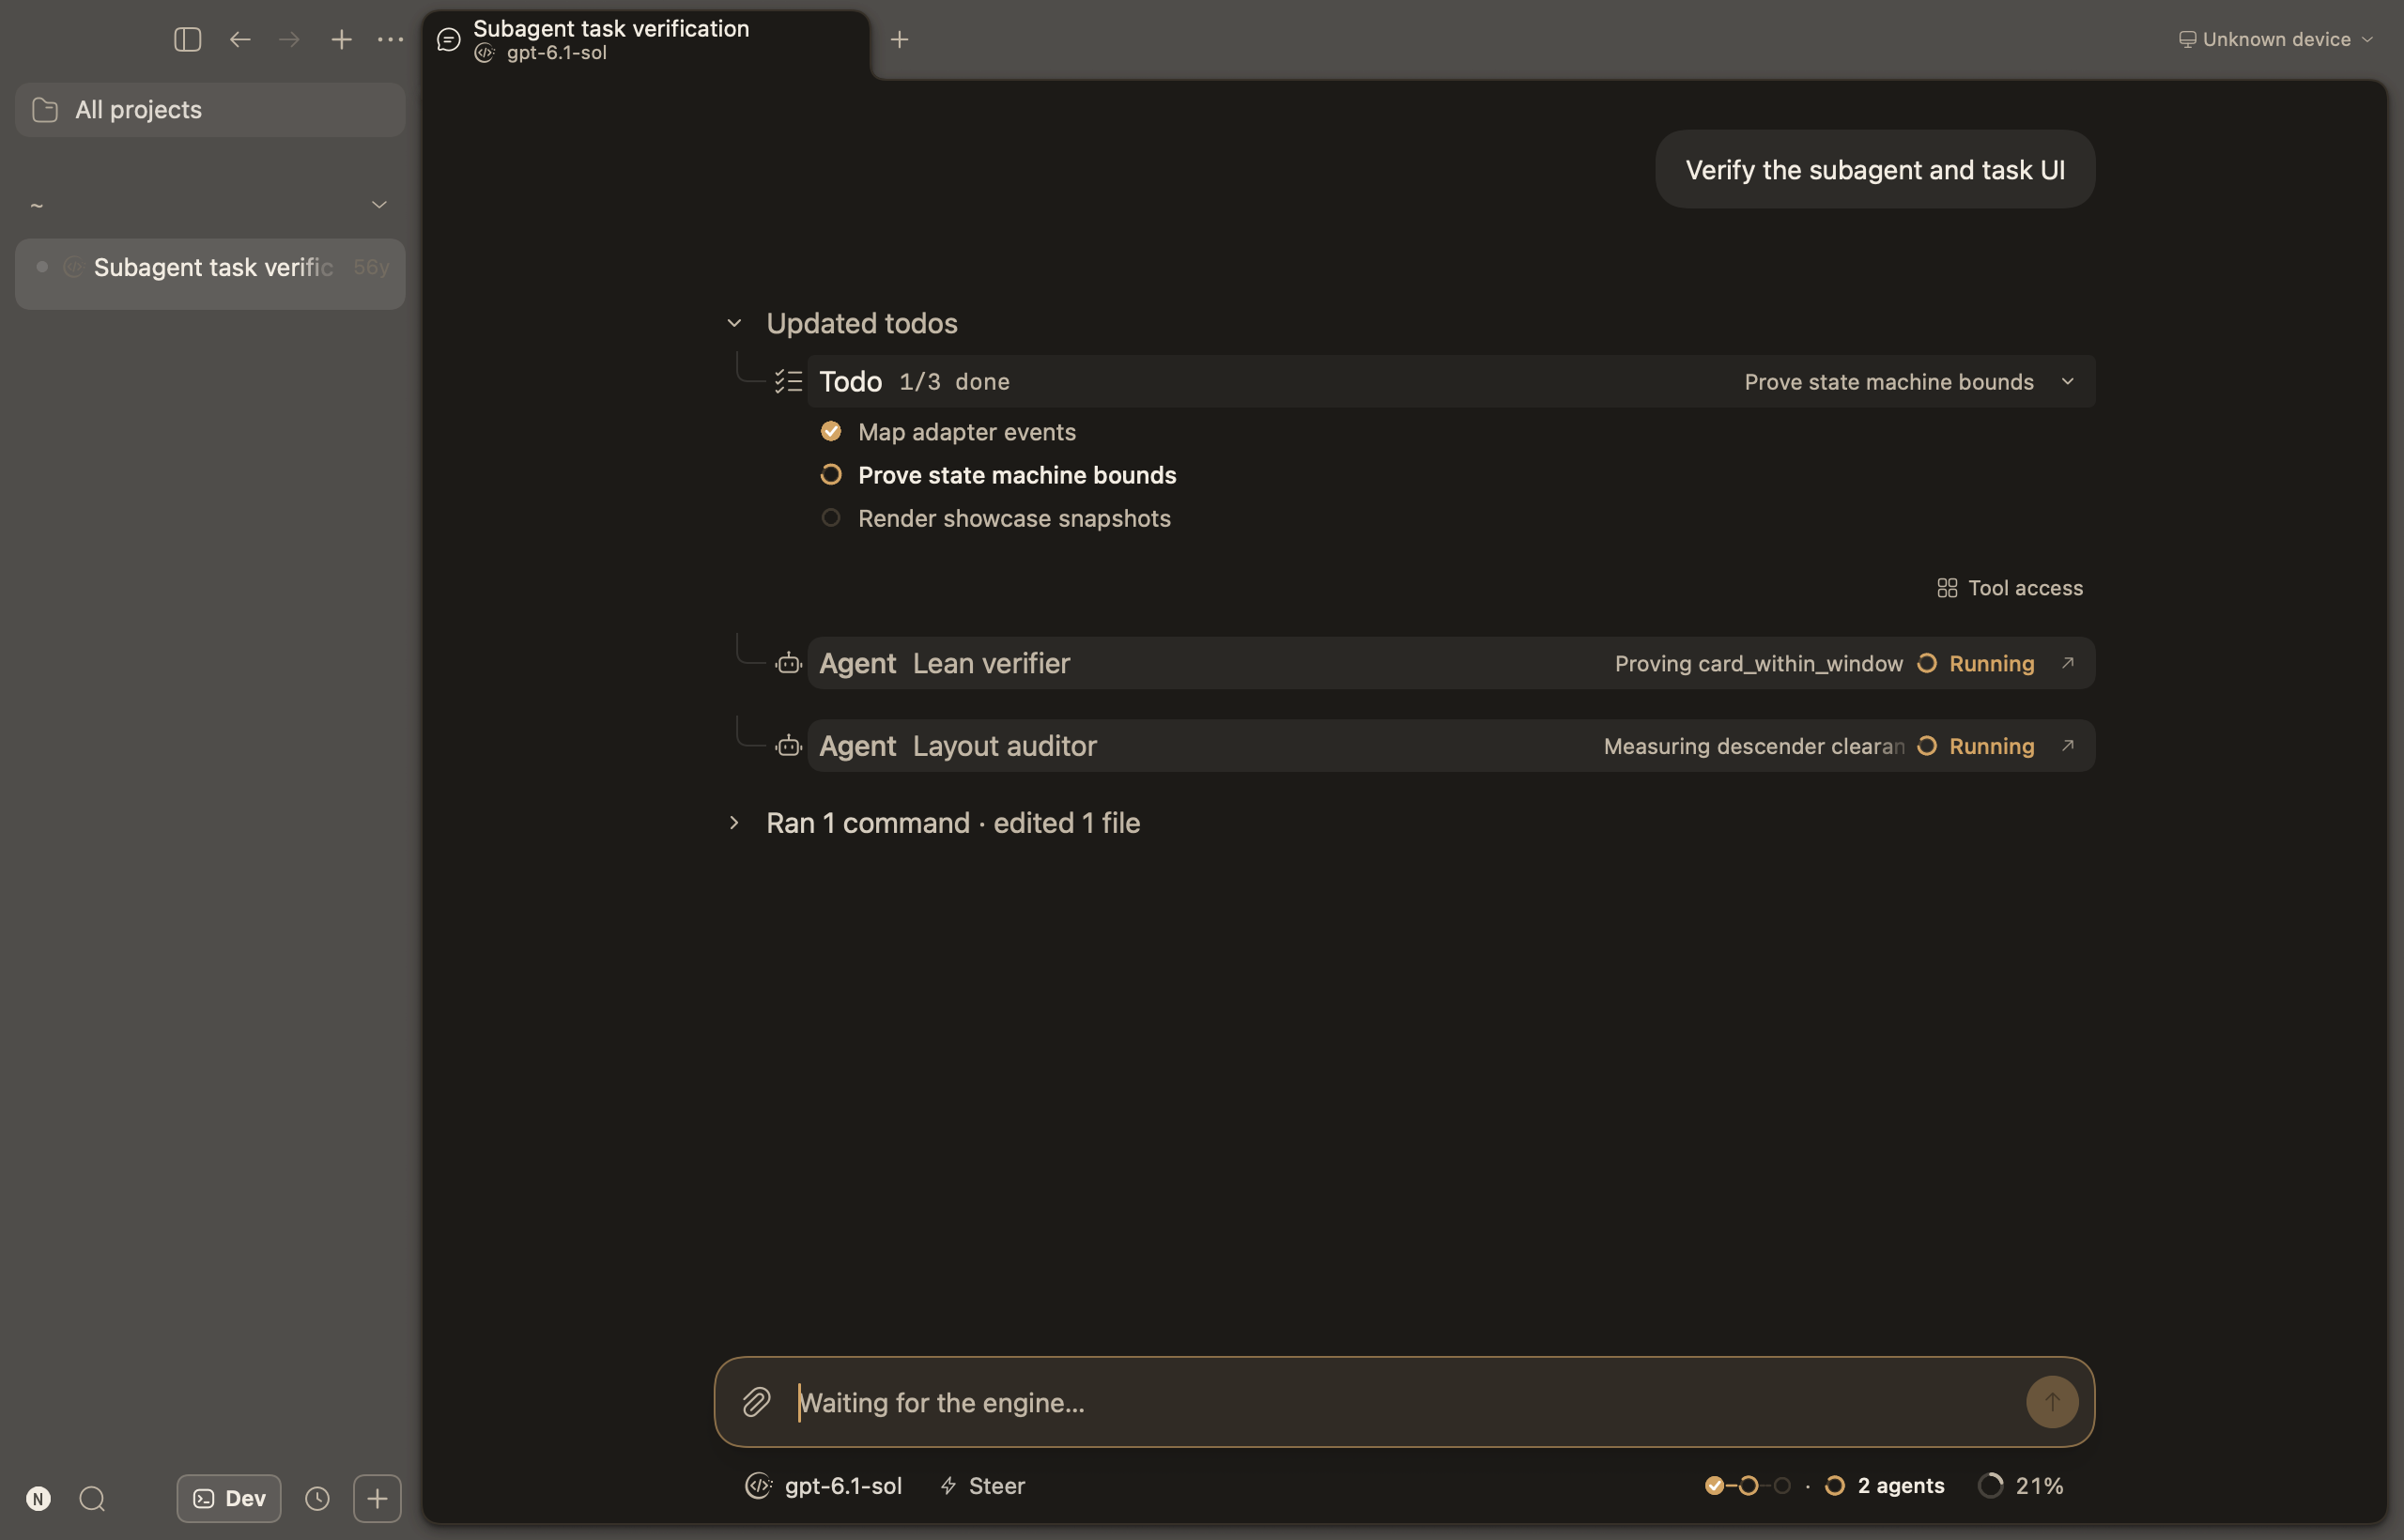 Subagent task verification
gpt-6.1-sol
Unknown device
All projects
~
Subagent task verific 56y
Verify the subagent and task UI
Updated todos
Todo 1/3 done Prove state machine bounds
Map adapter events
Prove state machine bounds
Render showcase snapshots
Tool access
Agent Lean verifier Proving card_within_window Running
Agent Layout auditor Measuring descender clearan Running
Ran 1 command · edited 1 file
Waiting for the engine...
gpt-6.1-sol Steer · 2 agents 21%
N Dev